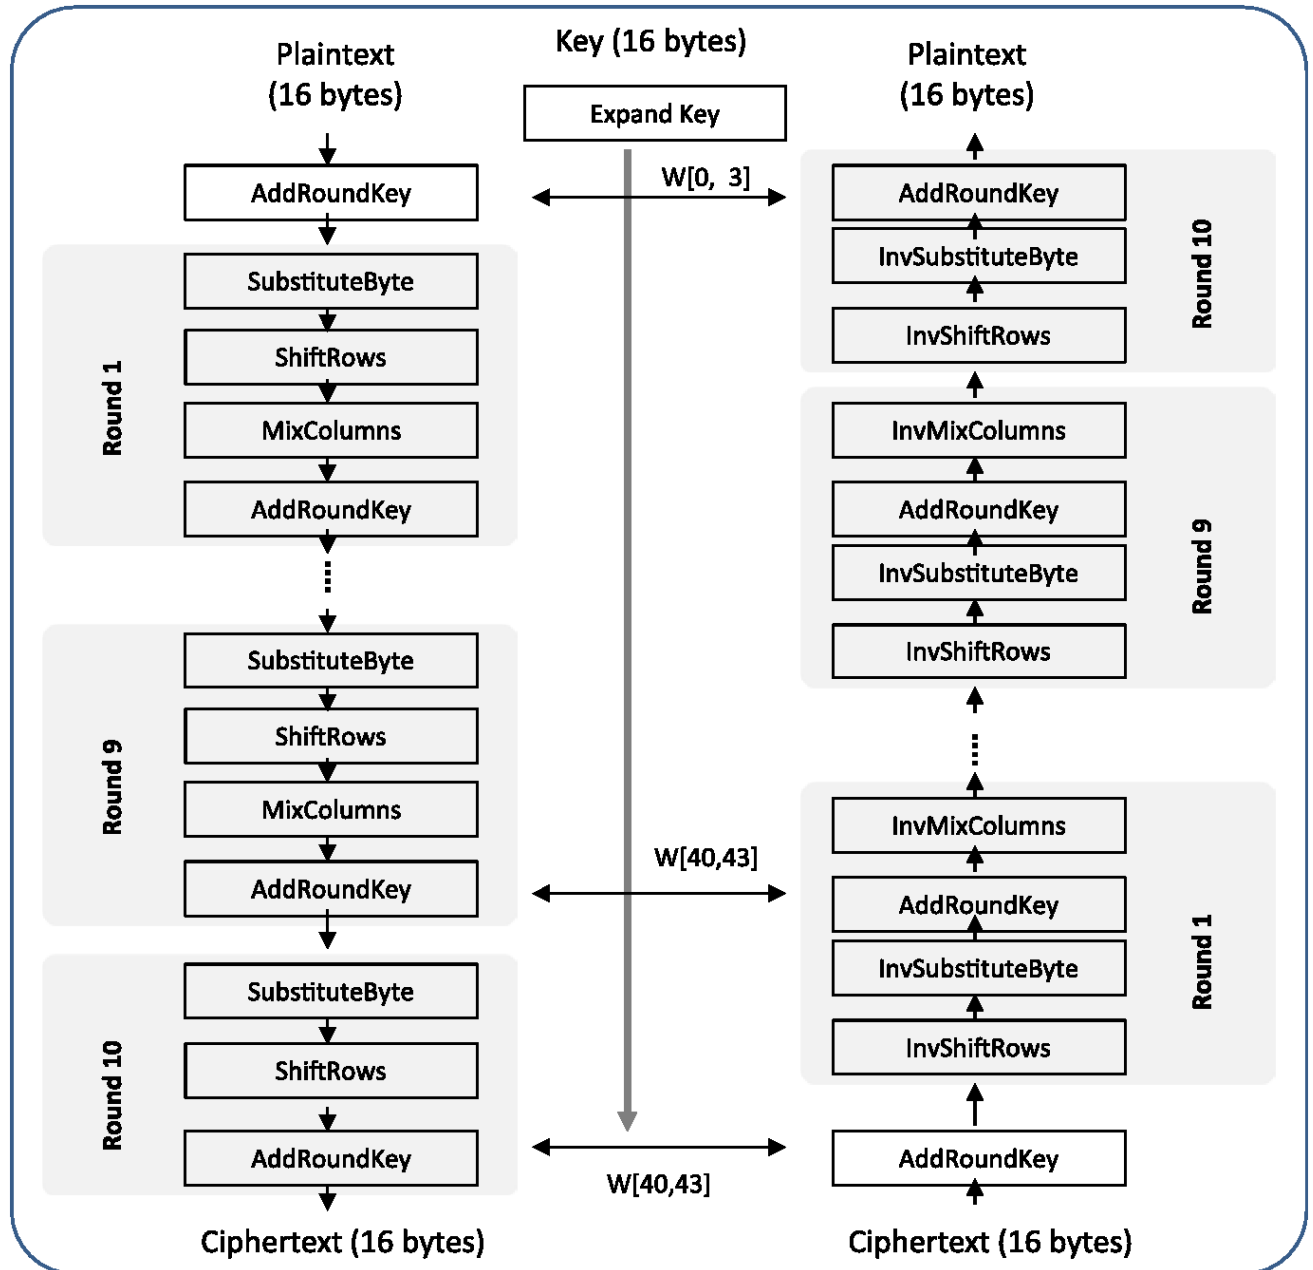 Plaintext
(16 bytes)
AddRoundKey
Round 1
SubstituteByte
ShiftRows
MixColumns
AddRoundKey
Round 9
SubstituteByte
ShiftRows
MixColumns
AddRoundKey
Round 10
SubstituteByte
ShiftRows
AddRoundKey
Ciphertext (16 bytes)
Key (16 bytes)
Expand Key
W[0, 3]
W[40,43]
W[40,43]
Plaintext
(16 bytes)
AddRoundKey
InvSubstituteByte
InvShiftRows
Round 10
InvMixColumns
AddRoundKey
InvSubstituteByte
InvShiftRows
Round 9
InvMixColumns
AddRoundKey
InvSubstituteByte
InvShiftRows
Round 1
AddRoundKey
Ciphertext (16 bytes)